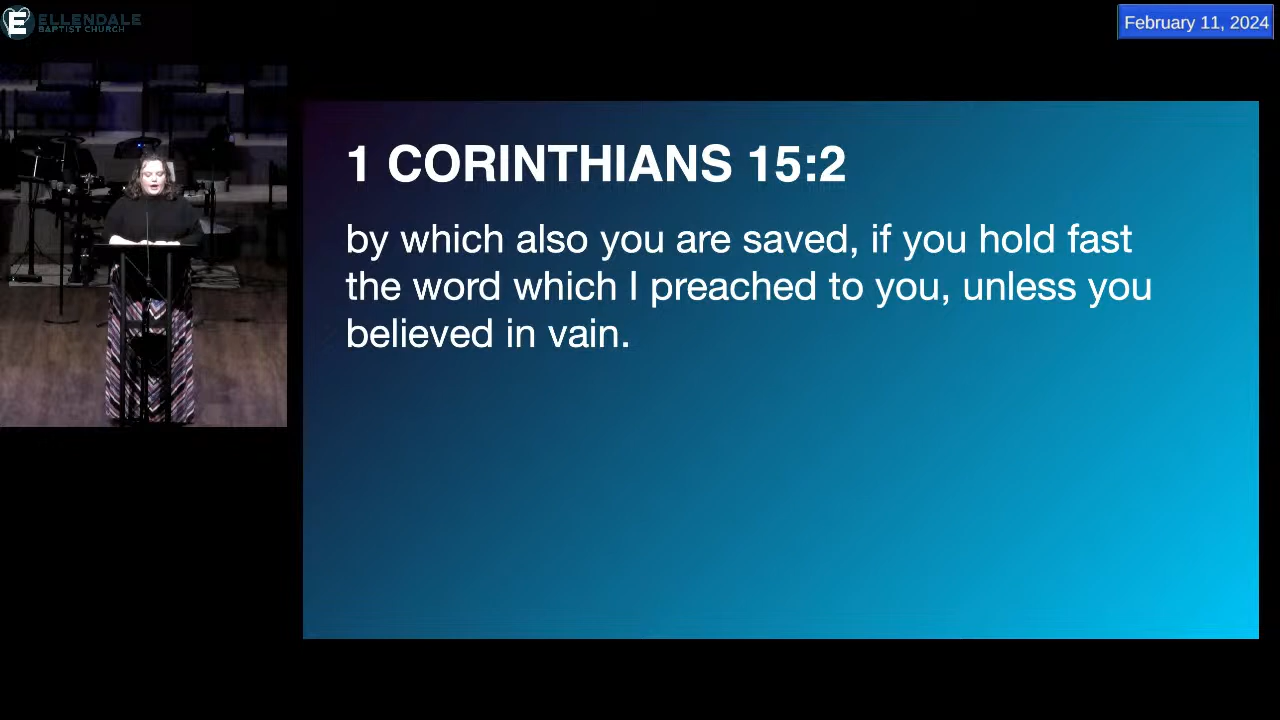 ELLENDALE
BAPTIST CHURCH
February 11, 2024
1 CORINTHIANS 15:2
by which also you are saved, if you hold fast
the word which I preached to you, unless you
believed in vain.